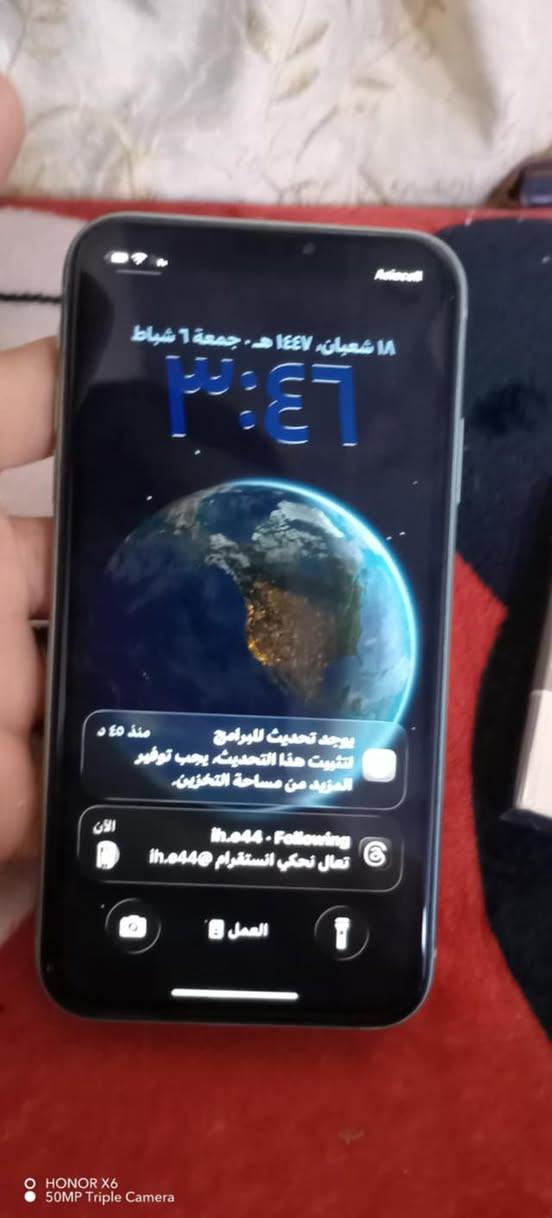 Asiacell
١٨ شعبان، ١٤٤٧ هـ - جمعة ٦ شباط
٣:٤٦
يوجد تحديث للبرامج
منذ ٤٥ د
لتثبيت هذا التحديث، يجب توفير
المزيد من مساحة التخزين.
lh.e44 • Following
الآن
تعال نحكي انستقرام @lh.e44
العمل
HONOR X6
50MP Triple Camera